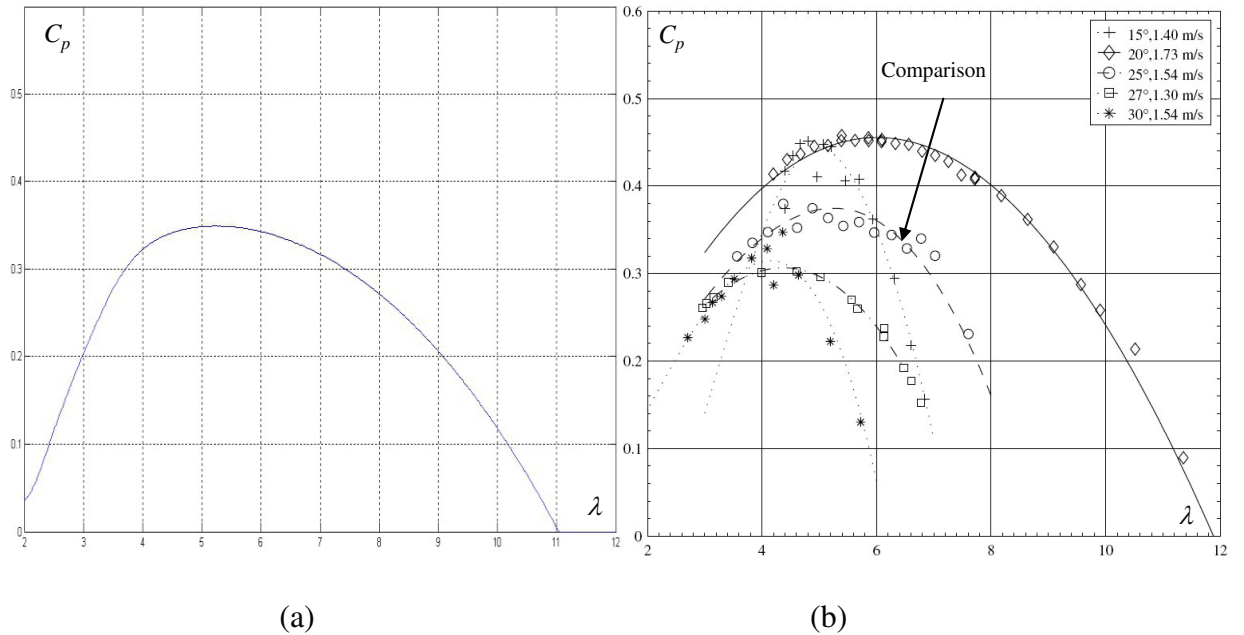 C_p
0.5
0.4
0.3
0.2
0.1
0
2 3 4 5 6 7 8 9 10 11 12
λ
(a)
0.6
C_p
0.5
0.4
0.3
0.2
0.1
0
2 4 6 8 10 12
λ
Comparison
15°,1.40 m/s
20°,1.73 m/s
25°,1.54 m/s
27°,1.30 m/s
30°,1.54 m/s
(b)